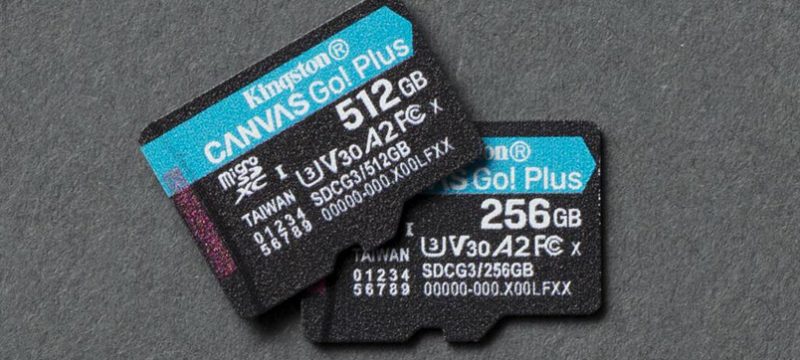 Kingston®
CANVAS Go! Plus
512 GB
micro SD XC I U3 V30 A2 FC X
TAIWAN SDCG3/512GB
01234 00000-000.X00LFXX
56789
Go! Plus
256 GB
I U3 V30 A2 FC X
TAIWAN SDCG3/256GB
01234
56789 00000-000.X00LFXX